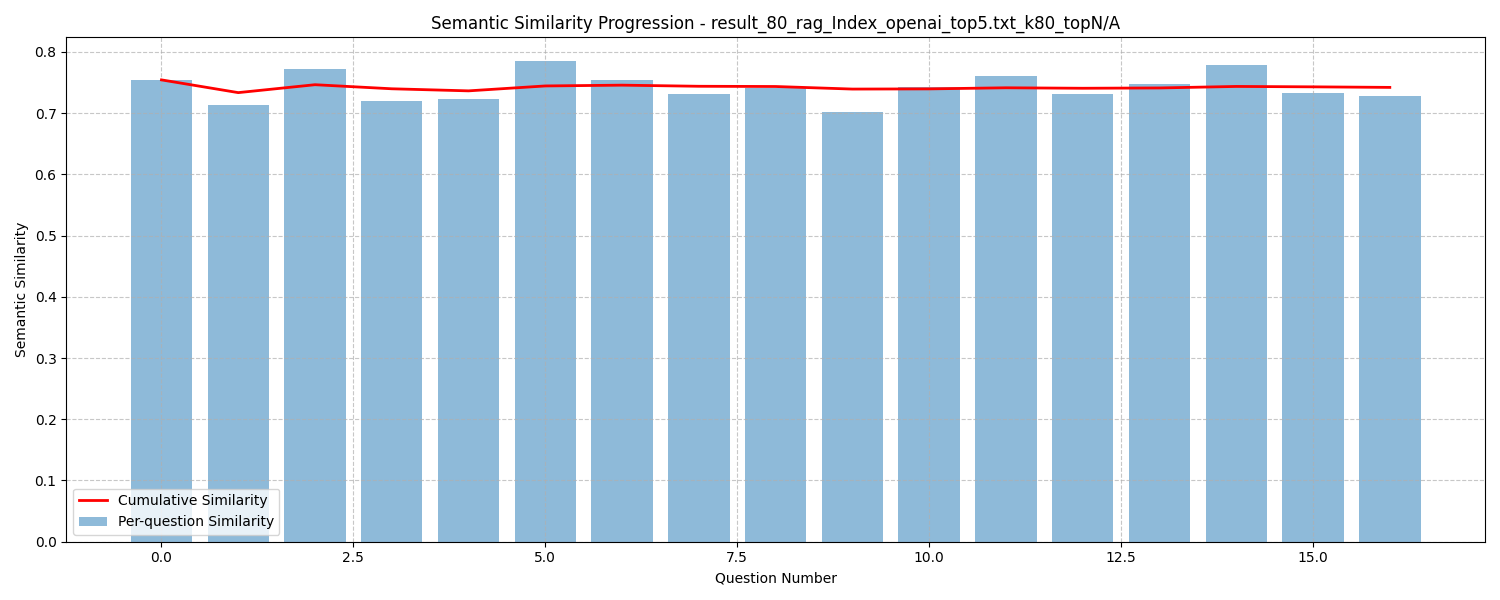 Semantic Similarity Progression - result_80_rag_Index_openai_top5.txt_k80_topN/A
Semantic Similarity
0.8
0.7
0.6
0.5
0.4
0.3
0.2
0.1
0.0
Cumulative Similarity
Per-question Similarity
0.0 2.5 5.0 7.5 10.0 12.5 15.0
Question Number